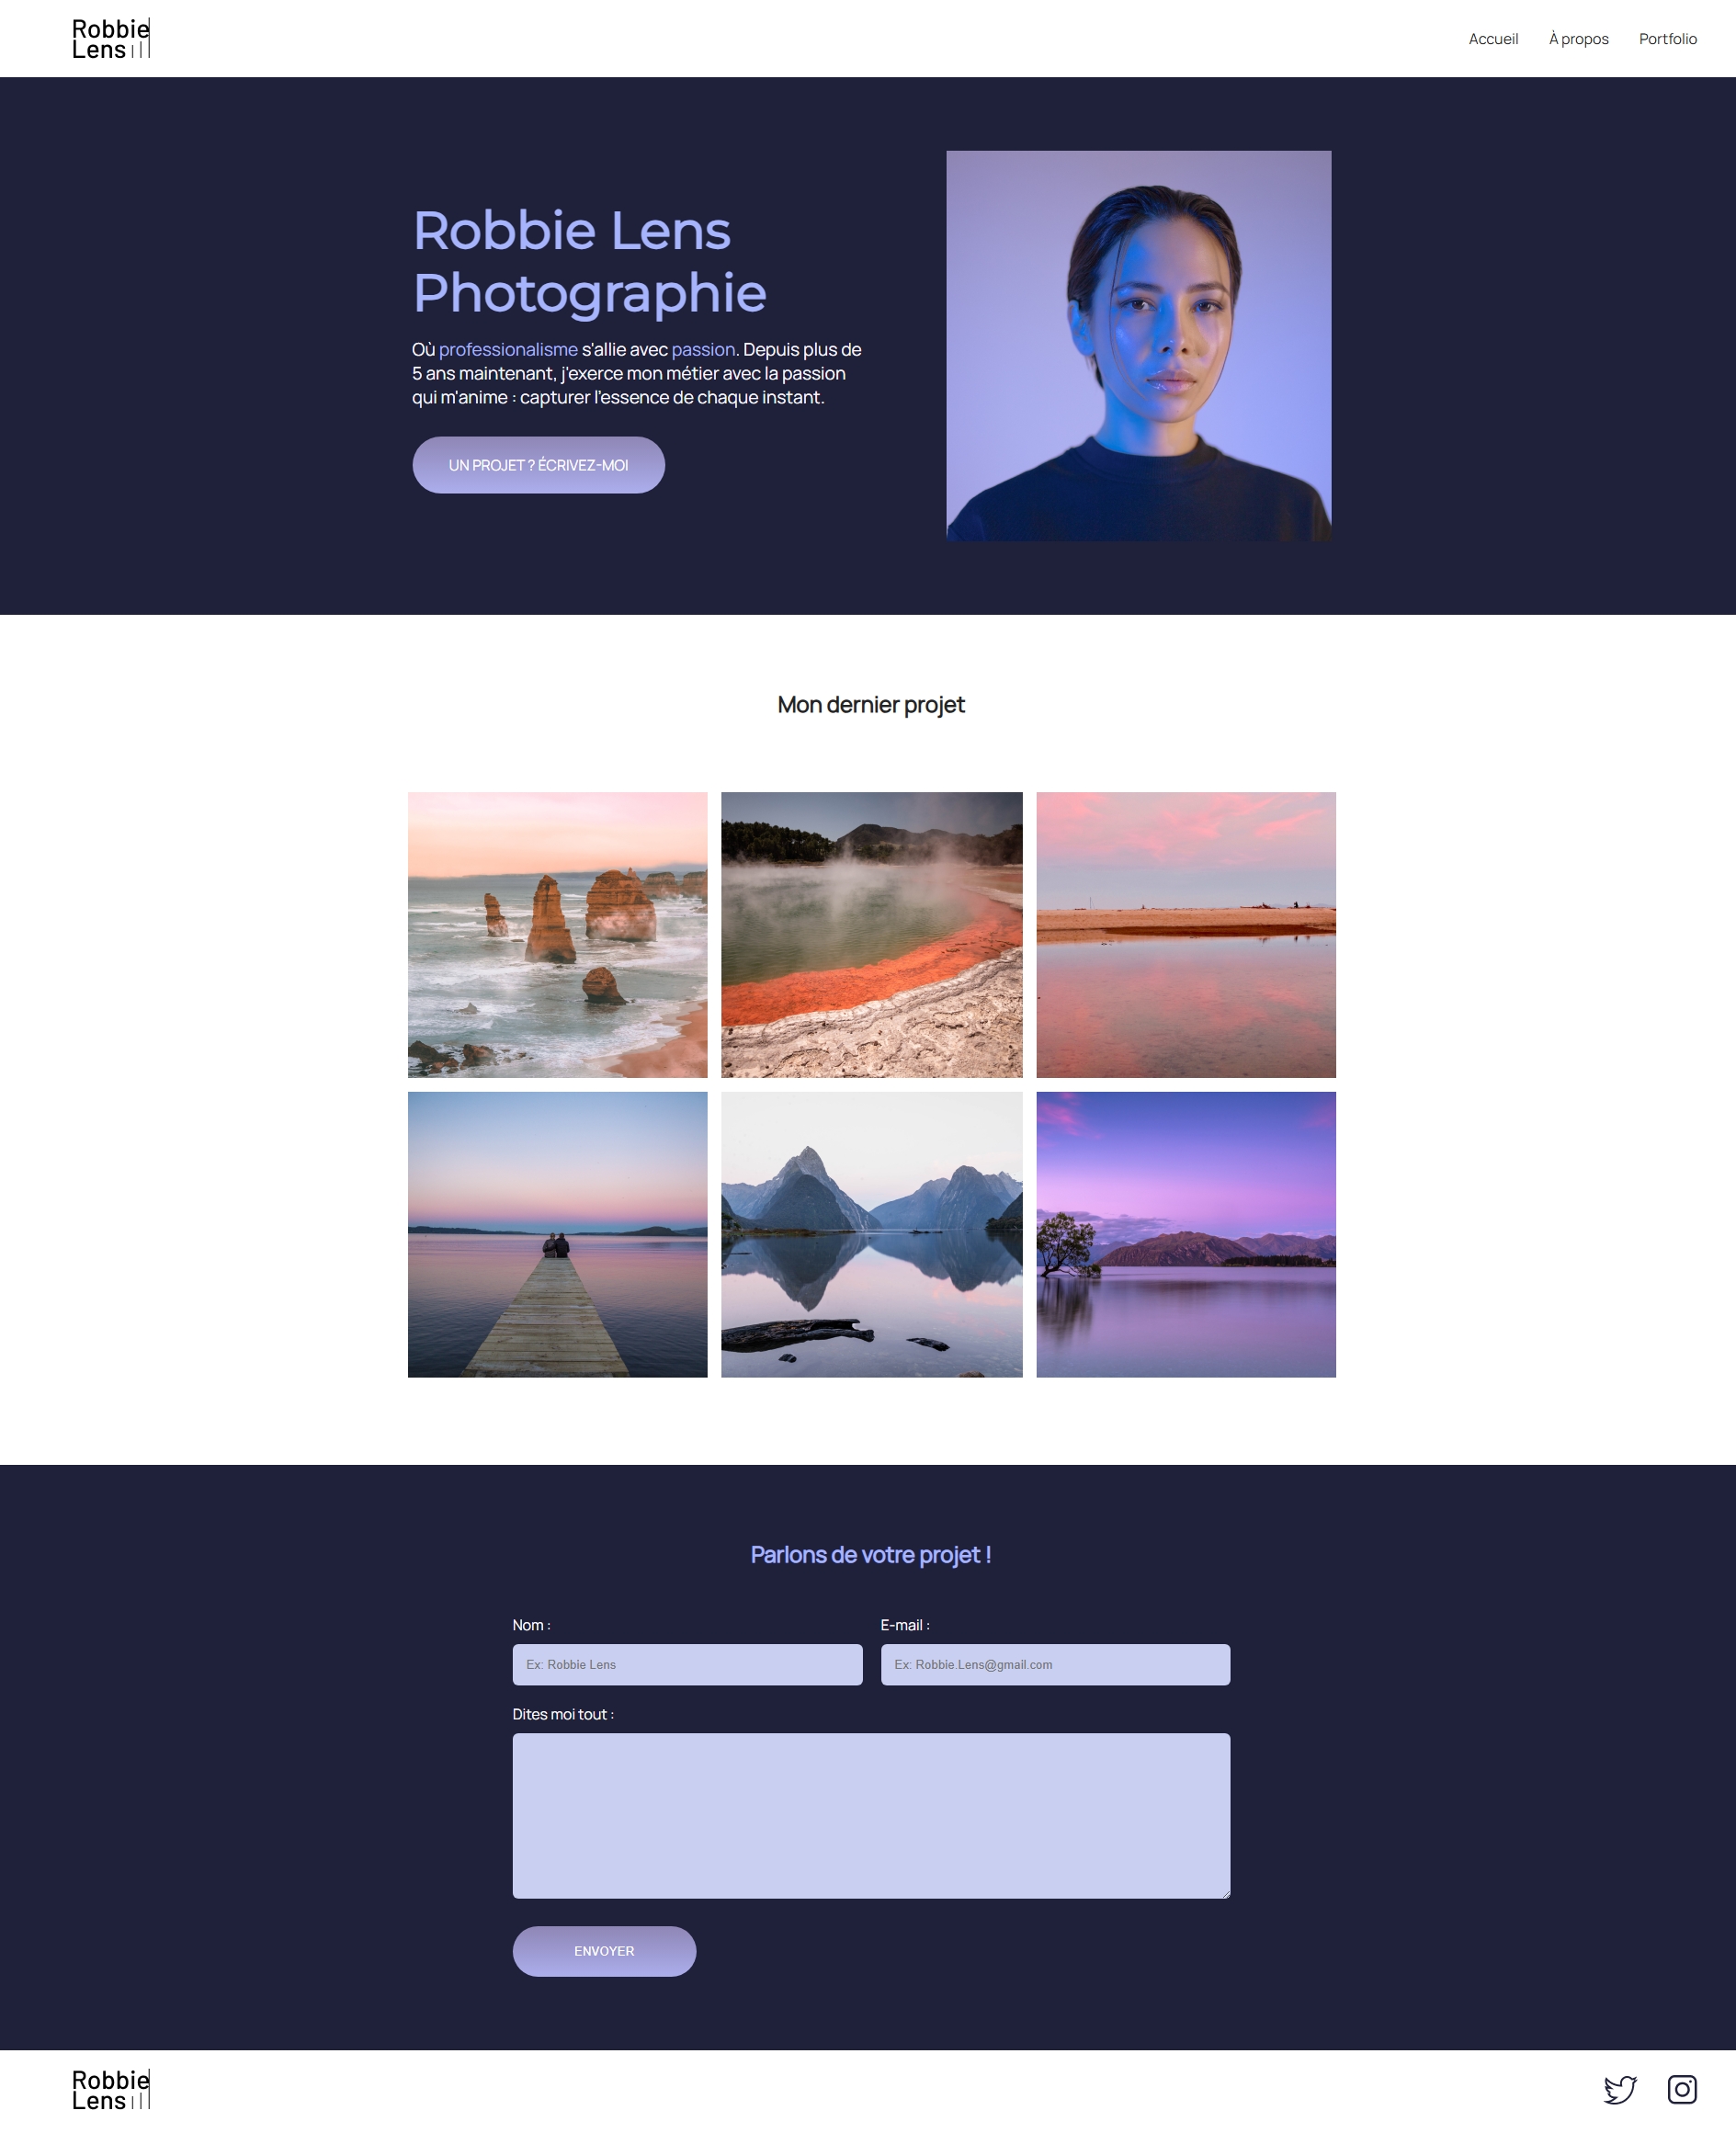 Robbie
Lens
Accueil
À propos
Portfolio
Robbie Lens
Photographie
Où professionalisme s'allie avec passion. Depuis plus de
5 ans maintenant, j'exerce mon métier avec la passion
qui m'anime : capturer l'essence de chaque instant.
UN PROJET ? ÉCRIVEZ-MOI
Mon dernier projet
Parlons de votre projet !
Nom :
E-mail :
Ex: Robbie Lens
Ex: Robbie.Lens@gmail.com
Dites moi tout :
ENVOYER
Robbie
Lens